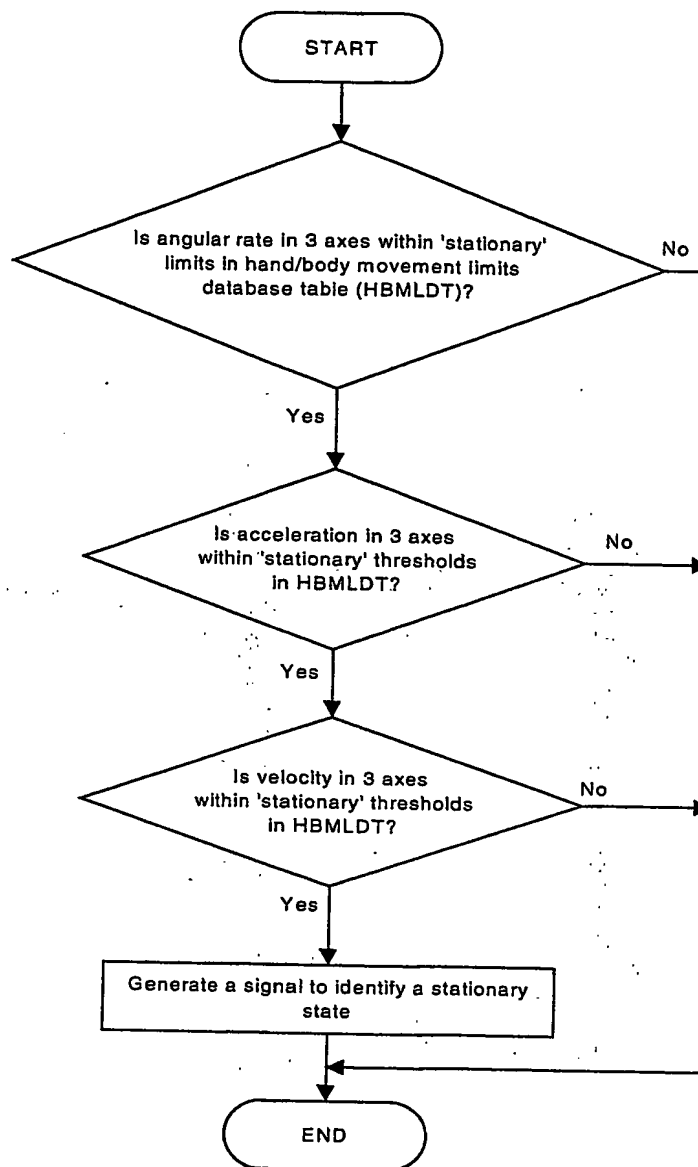 START
Is angular rate in 3 axes within 'stationary'
limits in hand/body movement limits
database table (HBMLDT)?
No
Yes
Is acceleration in 3 axes
within 'stationary' thresholds
in HBMLDT?
No
Yes
Is velocity in 3 axes
within 'stationary' thresholds
in HBMLDT?
No
Yes
Generate a signal to identify a stationary
state
END